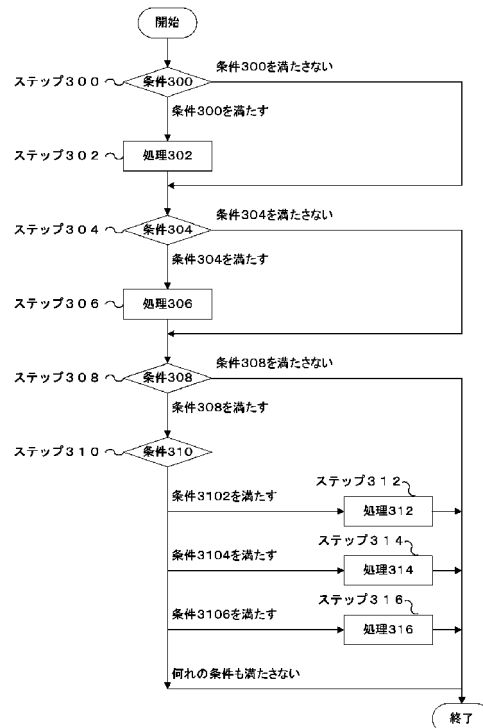 開始
条件300を満たさない
ステップ300
条件300
条件300を満たす
ステップ302
処理302
条件304を満たさない
ステップ304
条件304
条件304を満たす
ステップ306
処理306
条件308を満たさない
ステップ308
条件308
条件308を満たす
ステップ310
条件310
ステップ312
条件3102を満たす
処理312
ステップ314
条件3104を満たす
処理314
ステップ316
条件3106を満たす
処理316
何れの条件も満たさない
終了